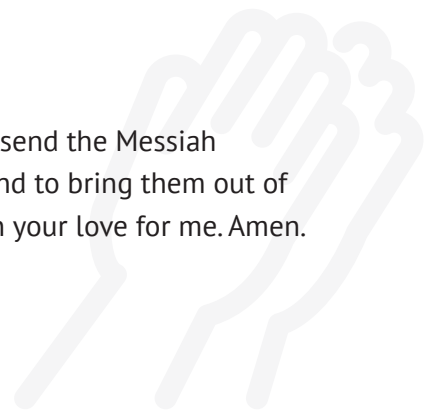 send the Messiah
nd to bring them out of
n your love for me. Amen.